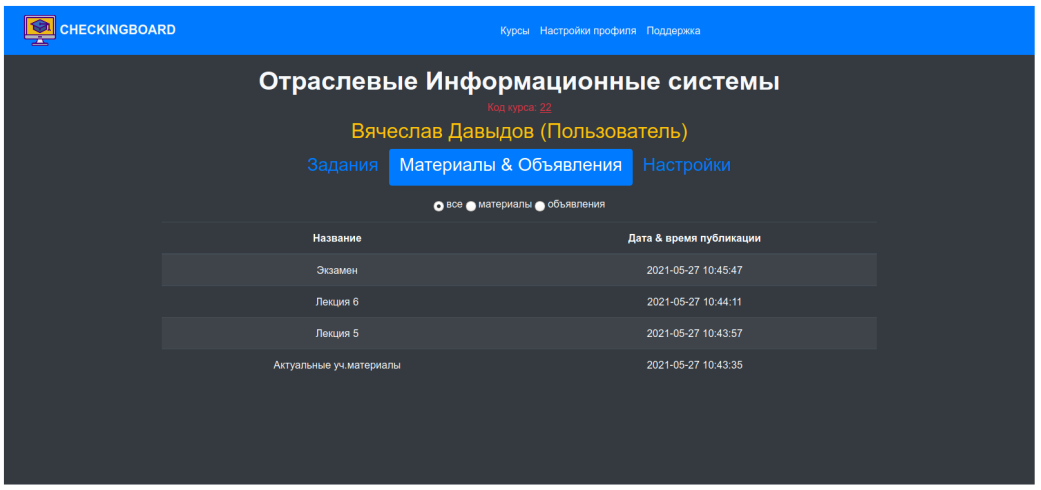 CHECKINGBOARD Курсы Настройки профиля Поддержка
Отраслевые Информационные системы
Код курса: 22
Вячеслав Давыдов (Пользователь)
Задания Материалы & Объявления Настройки
все материалы объявления
Название Дата & время публикации
Экзамен 2021-05-27 10:45:47
Лекция 6 2021-05-27 10:44:11
Лекция 5 2021-05-27 10:43:57
Актуальные уч.материалы 2021-05-27 10:43:35